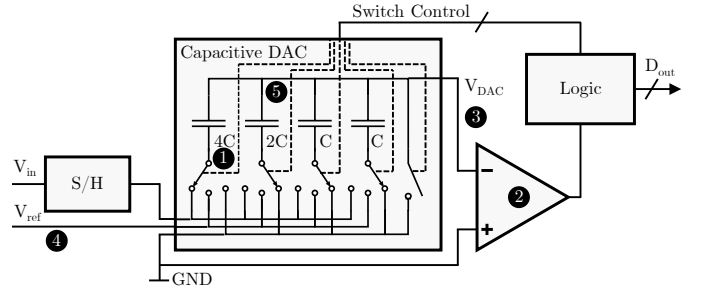 Switch Control
Capacitive DAC
D_out
5
V_DAC
Logic
3
4C 2C C C
1
V_in
S/H
2
V_ref
4
GND